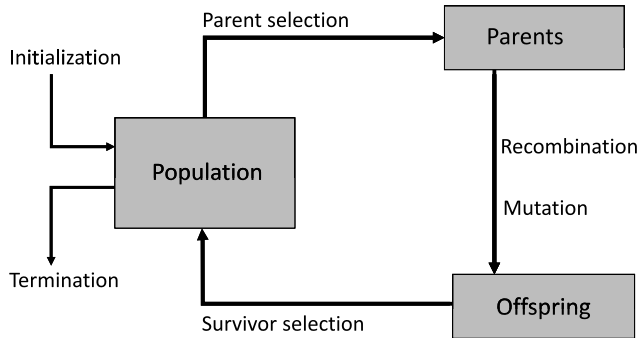 Parent selection
Parents
Initialization
Recombination
Population
Mutation
Termination
Offspring
Survivor selection